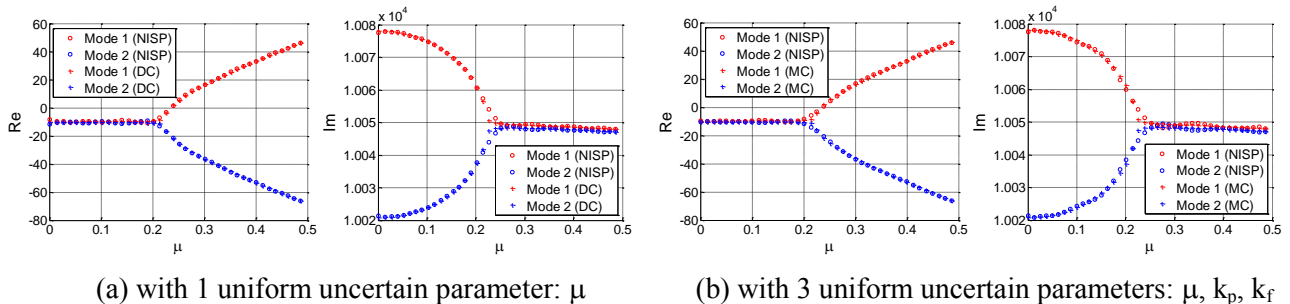 60
40
20
0
-20
-40
-60
-80
Re
0 0.1 0.2 0.3 0.4 0.5
μ
Mode 1 (NISP)
Mode 2 (NISP)
Mode 1 (DC)
Mode 2 (DC)
x 10⁴
1.008
1.007
1.006
1.005
1.004
1.003
1.002
Im
0 0.1 0.2 0.3 0.4 0.5
μ
Mode 1 (NISP)
Mode 2 (NISP)
Mode 1 (DC)
Mode 2 (DC)
(a) with 1 uniform uncertain parameter: μ
60
40
20
0
-20
-40
-60
-80
Re
0 0.1 0.2 0.3 0.4 0.5
μ
Mode 1 (NISP)
Mode 2 (NISP)
Mode 1 (MC)
Mode 2 (MC)
x 10⁴
1.008
1.007
1.006
1.005
1.004
1.003
1.002
Im
0 0.1 0.2 0.3 0.4 0.5
μ
Mode 1 (NISP)
Mode 2 (NISP)
Mode 1 (MC)
Mode 2 (MC)
(b) with 3 uniform uncertain parameters: μ, kp, kf